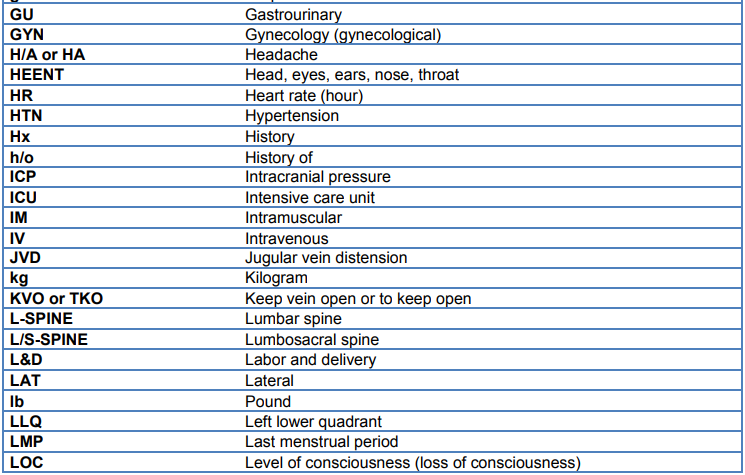 GU Gastrourinary
GYN Gynecology (gynecological)
H/A or HA Headache
HEENT Head, eyes, ears, nose, throat
HR Heart rate (hour)
HTN Hypertension
Hx History
h/o History of
ICP Intracranial pressure
ICU Intensive care unit
IM Intramuscular
IV Intravenous
JVD Jugular vein distension
kg Kilogram
KVO or TKO Keep vein open or to keep open
L-SPINE Lumbar spine
L/S-SPINE Lumbosacral spine
L&D Labor and delivery
LAT Lateral
lb Pound
LLQ Left lower quadrant
LMP Last menstrual period
LOC Level of consciousness (loss of consciousness)